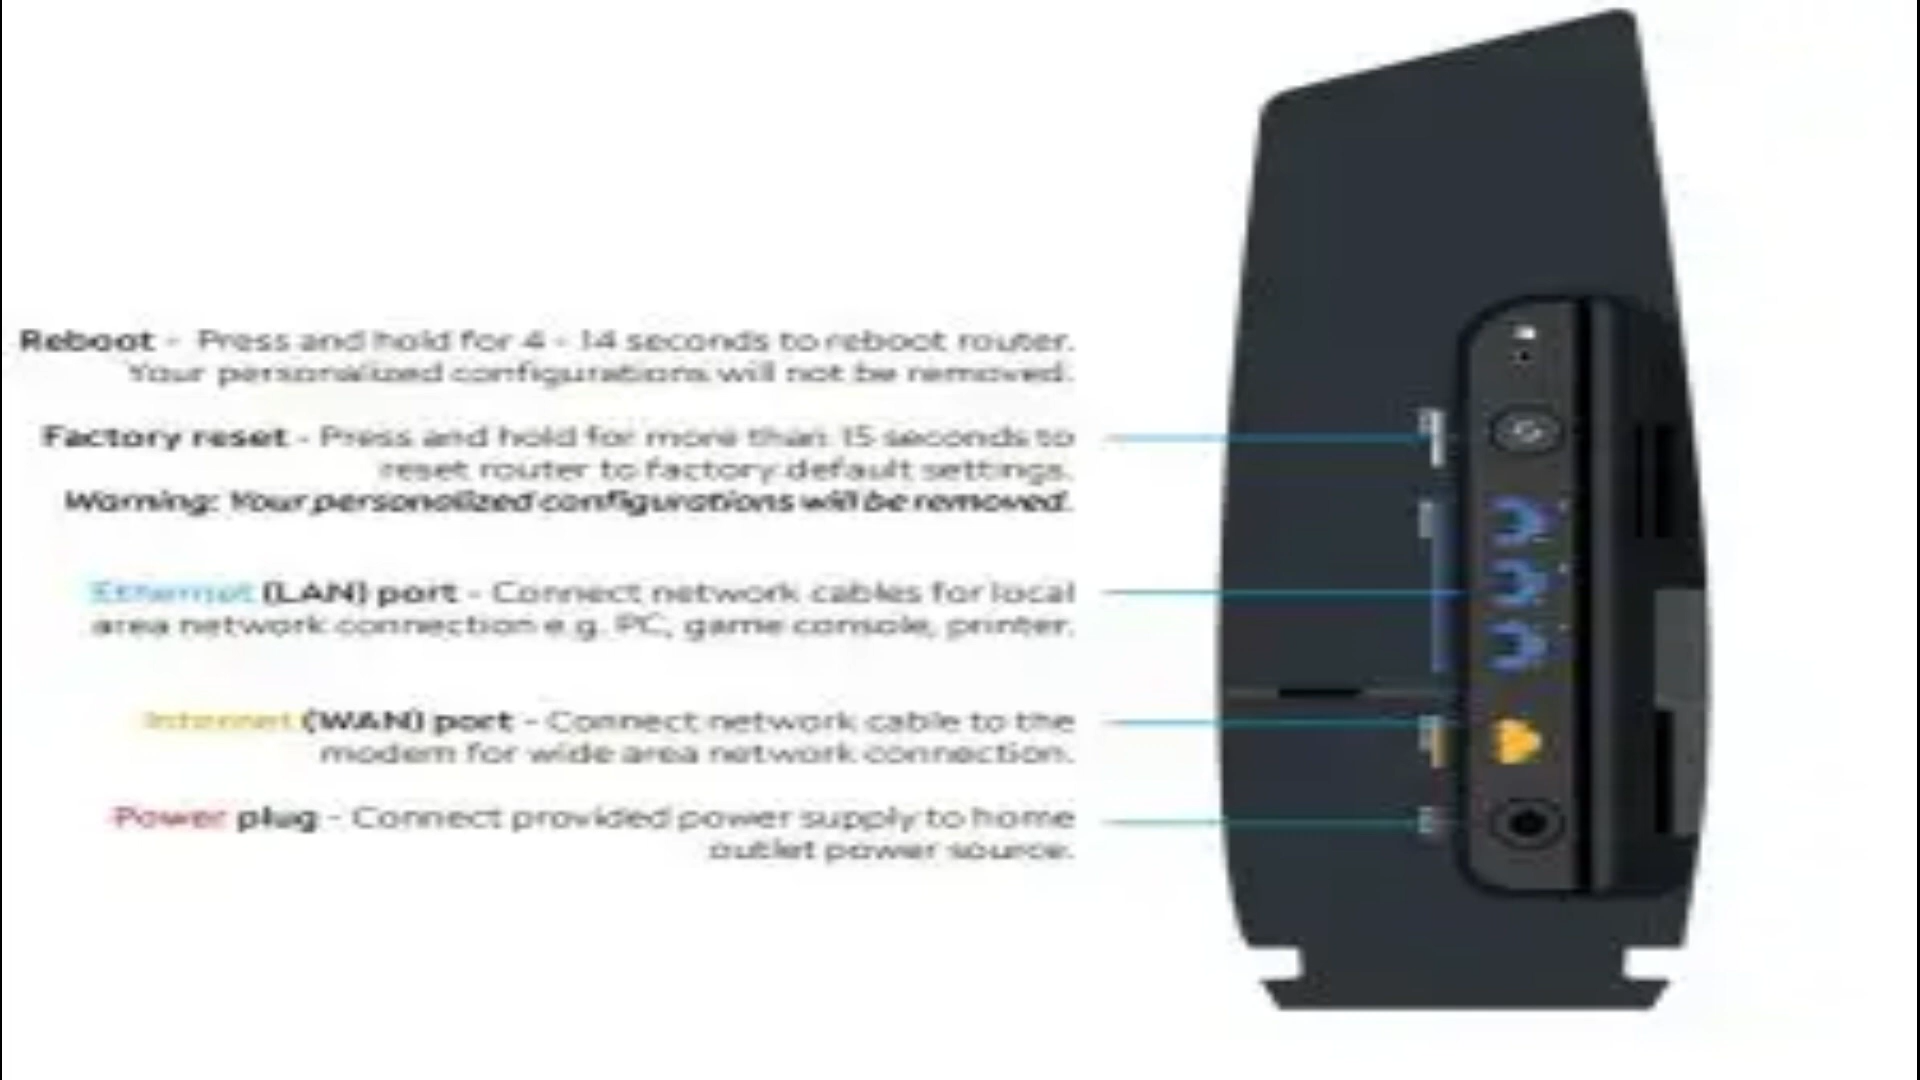 Reboot - Press and hold for 4 - 14 seconds to reboot router.
Your personalized configurations will not be removed.
Factory reset - Press and hold for more than 15 seconds to
reset router to factory default settings.
Warning: Your personalized configurations will be removed.
Ethernet (LAN) port - Connect network cables for local
area network connection e.g. PC, game console, printer.
Internet (WAN) port - Connect network cable to the
modem for wide area network connection.
Power plug - Connect provided power supply to home
outlet power source.